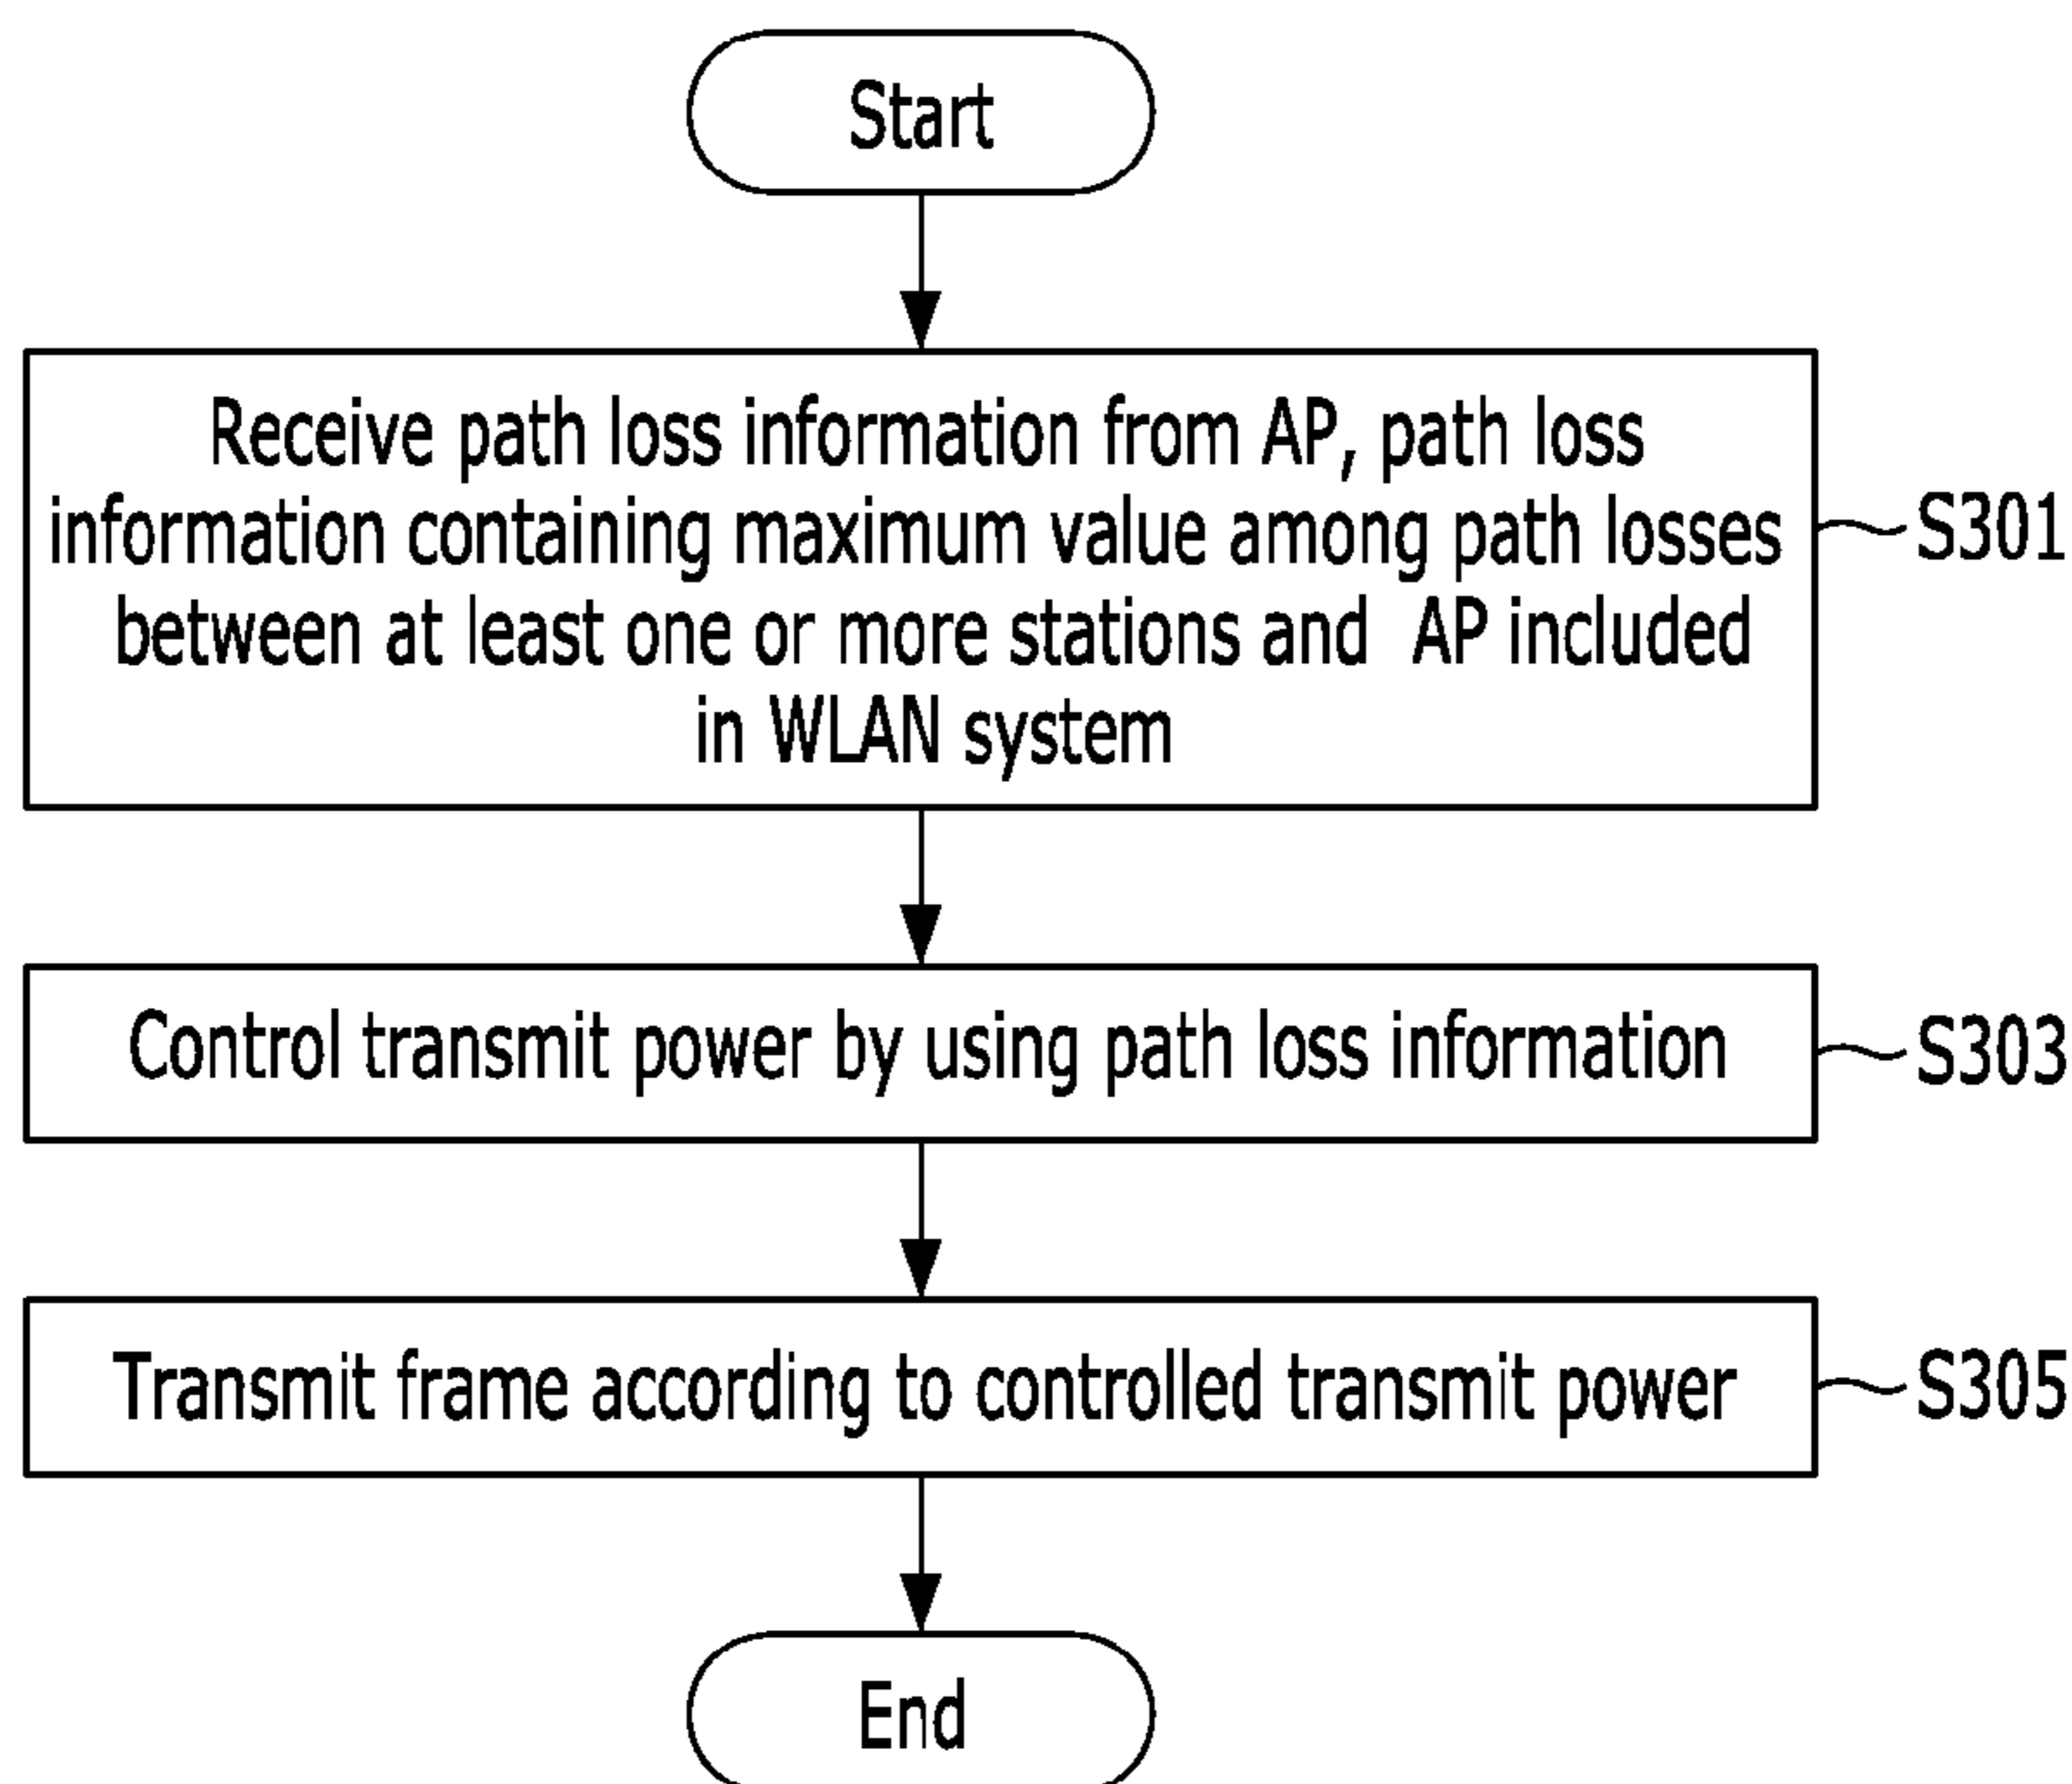 Start
Receive path loss information from AP, path loss
information containing maximum value among path losses
between at least one or more stations and AP included
in WLAN system
S301
Control transmit power by using path loss information
S303
Transmit frame according to controlled transmit power
S305
End